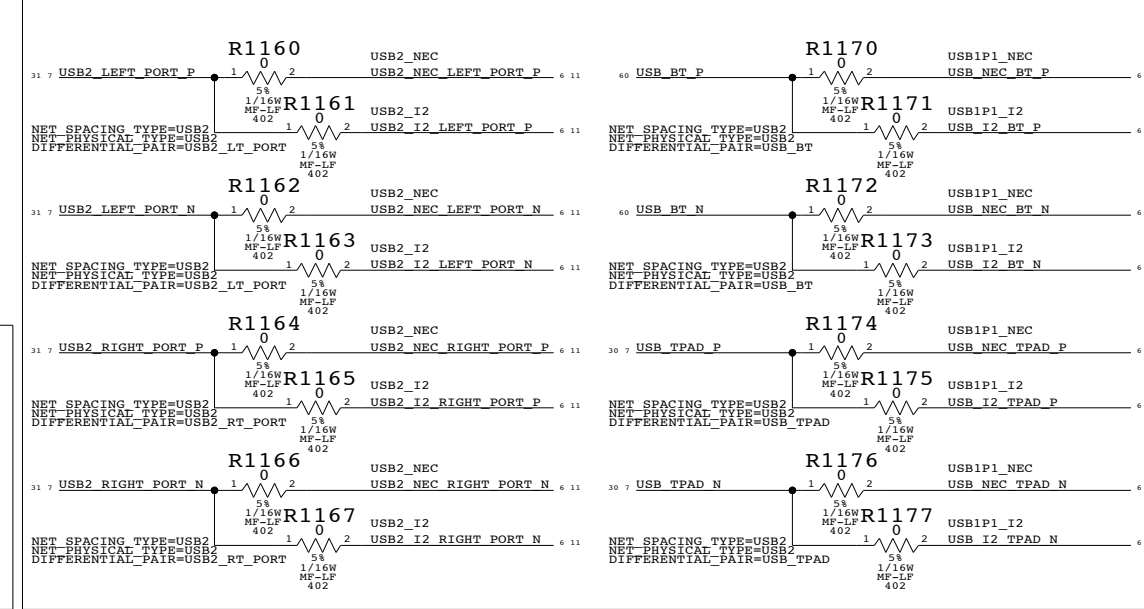 R1160
0
USB2_NEC
31 7 USB2_LEFT_PORT_P 1 2 USB2_NEC_LEFT_PORT_P 6 11
5%
1/16W
MF-LF
402
R1161
0
USB2_I2
1 2 USB2_I2_LEFT_PORT_P 6 11
5%
1/16W
MF-LF
402
NET_SPACING_TYPE=USB2
NET_PHYSICAL_TYPE=USB2
DIFFERENTIAL_PAIR=USB2_LT_PORT
R1162
0
USB2_NEC
31 7 USB2_LEFT_PORT_N 1 2 USB2_NEC_LEFT_PORT_N 6 11
5%
1/16W
MF-LF
402
R1163
0
USB2_I2
1 2 USB2_I2_LEFT_PORT_N 6 11
5%
1/16W
MF-LF
402
NET_SPACING_TYPE=USB2
NET_PHYSICAL_TYPE=USB2
DIFFERENTIAL_PAIR=USB2_LT_PORT
R1164
0
USB2_NEC
31 7 USB2_RIGHT_PORT_P 1 2 USB2_NEC_RIGHT_PORT_P 6 11
5%
1/16W
MF-LF
402
R1165
0
USB2_I2
1 2 USB2_I2_RIGHT_PORT_P 6 11
5%
1/16W
MF-LF
402
NET_SPACING_TYPE=USB2
NET_PHYSICAL_TYPE=USB2
DIFFERENTIAL_PAIR=USB2_RT_PORT
R1166
0
USB2_NEC
31 7 USB2_RIGHT_PORT_N 1 2 USB2_NEC_RIGHT_PORT_N 6 11
5%
1/16W
MF-LF
402
R1167
0
USB2_I2
1 2 USB2_I2_RIGHT_PORT_N 6 11
5%
1/16W
MF-LF
402
NET_SPACING_TYPE=USB2
NET_PHYSICAL_TYPE=USB2
DIFFERENTIAL_PAIR=USB2_RT_PORT
R1170
0
USB1P1_NEC
60 USB_BT_P 1 2 USB_NEC_BT_P 6
5%
1/16W
MF-LF
402
R1171
0
USB1P1_I2
1 2 USB_I2_BT_P 6
5%
1/16W
MF-LF
402
NET_SPACING_TYPE=USB2
NET_PHYSICAL_TYPE=USB2
DIFFERENTIAL_PAIR=USB_BT
R1172
0
USB1P1_NEC
60 USB_BT_N 1 2 USB_NEC_BT_N 6
5%
1/16W
MF-LF
402
R1173
0
USB1P1_I2
1 2 USB_I2_BT_N 6
5%
1/16W
MF-LF
402
NET_SPACING_TYPE=USB2
NET_PHYSICAL_TYPE=USB2
DIFFERENTIAL_PAIR=USB_BT
R1174
0
USB1P1_NEC
30 7 USB_TPAD_P 1 2 USB_NEC_TPAD_P 6
5%
1/16W
MF-LF
402
R1175
0
USB1P1_I2
1 2 USB_I2_TPAD_P 6
5%
1/16W
MF-LF
402
NET_SPACING_TYPE=USB2
NET_PHYSICAL_TYPE=USB2
DIFFERENTIAL_PAIR=USB_TPAD
R1176
0
USB1P1_NEC
30 7 USB_TPAD_N 1 2 USB_NEC_TPAD_N 6
5%
1/16W
MF-LF
402
R1177
0
USB1P1_I2
1 2 USB_I2_TPAD_N 6
5%
1/16W
MF-LF
402
NET_SPACING_TYPE=USB2
NET_PHYSICAL_TYPE=USB2
DIFFERENTIAL_PAIR=USB_TPAD